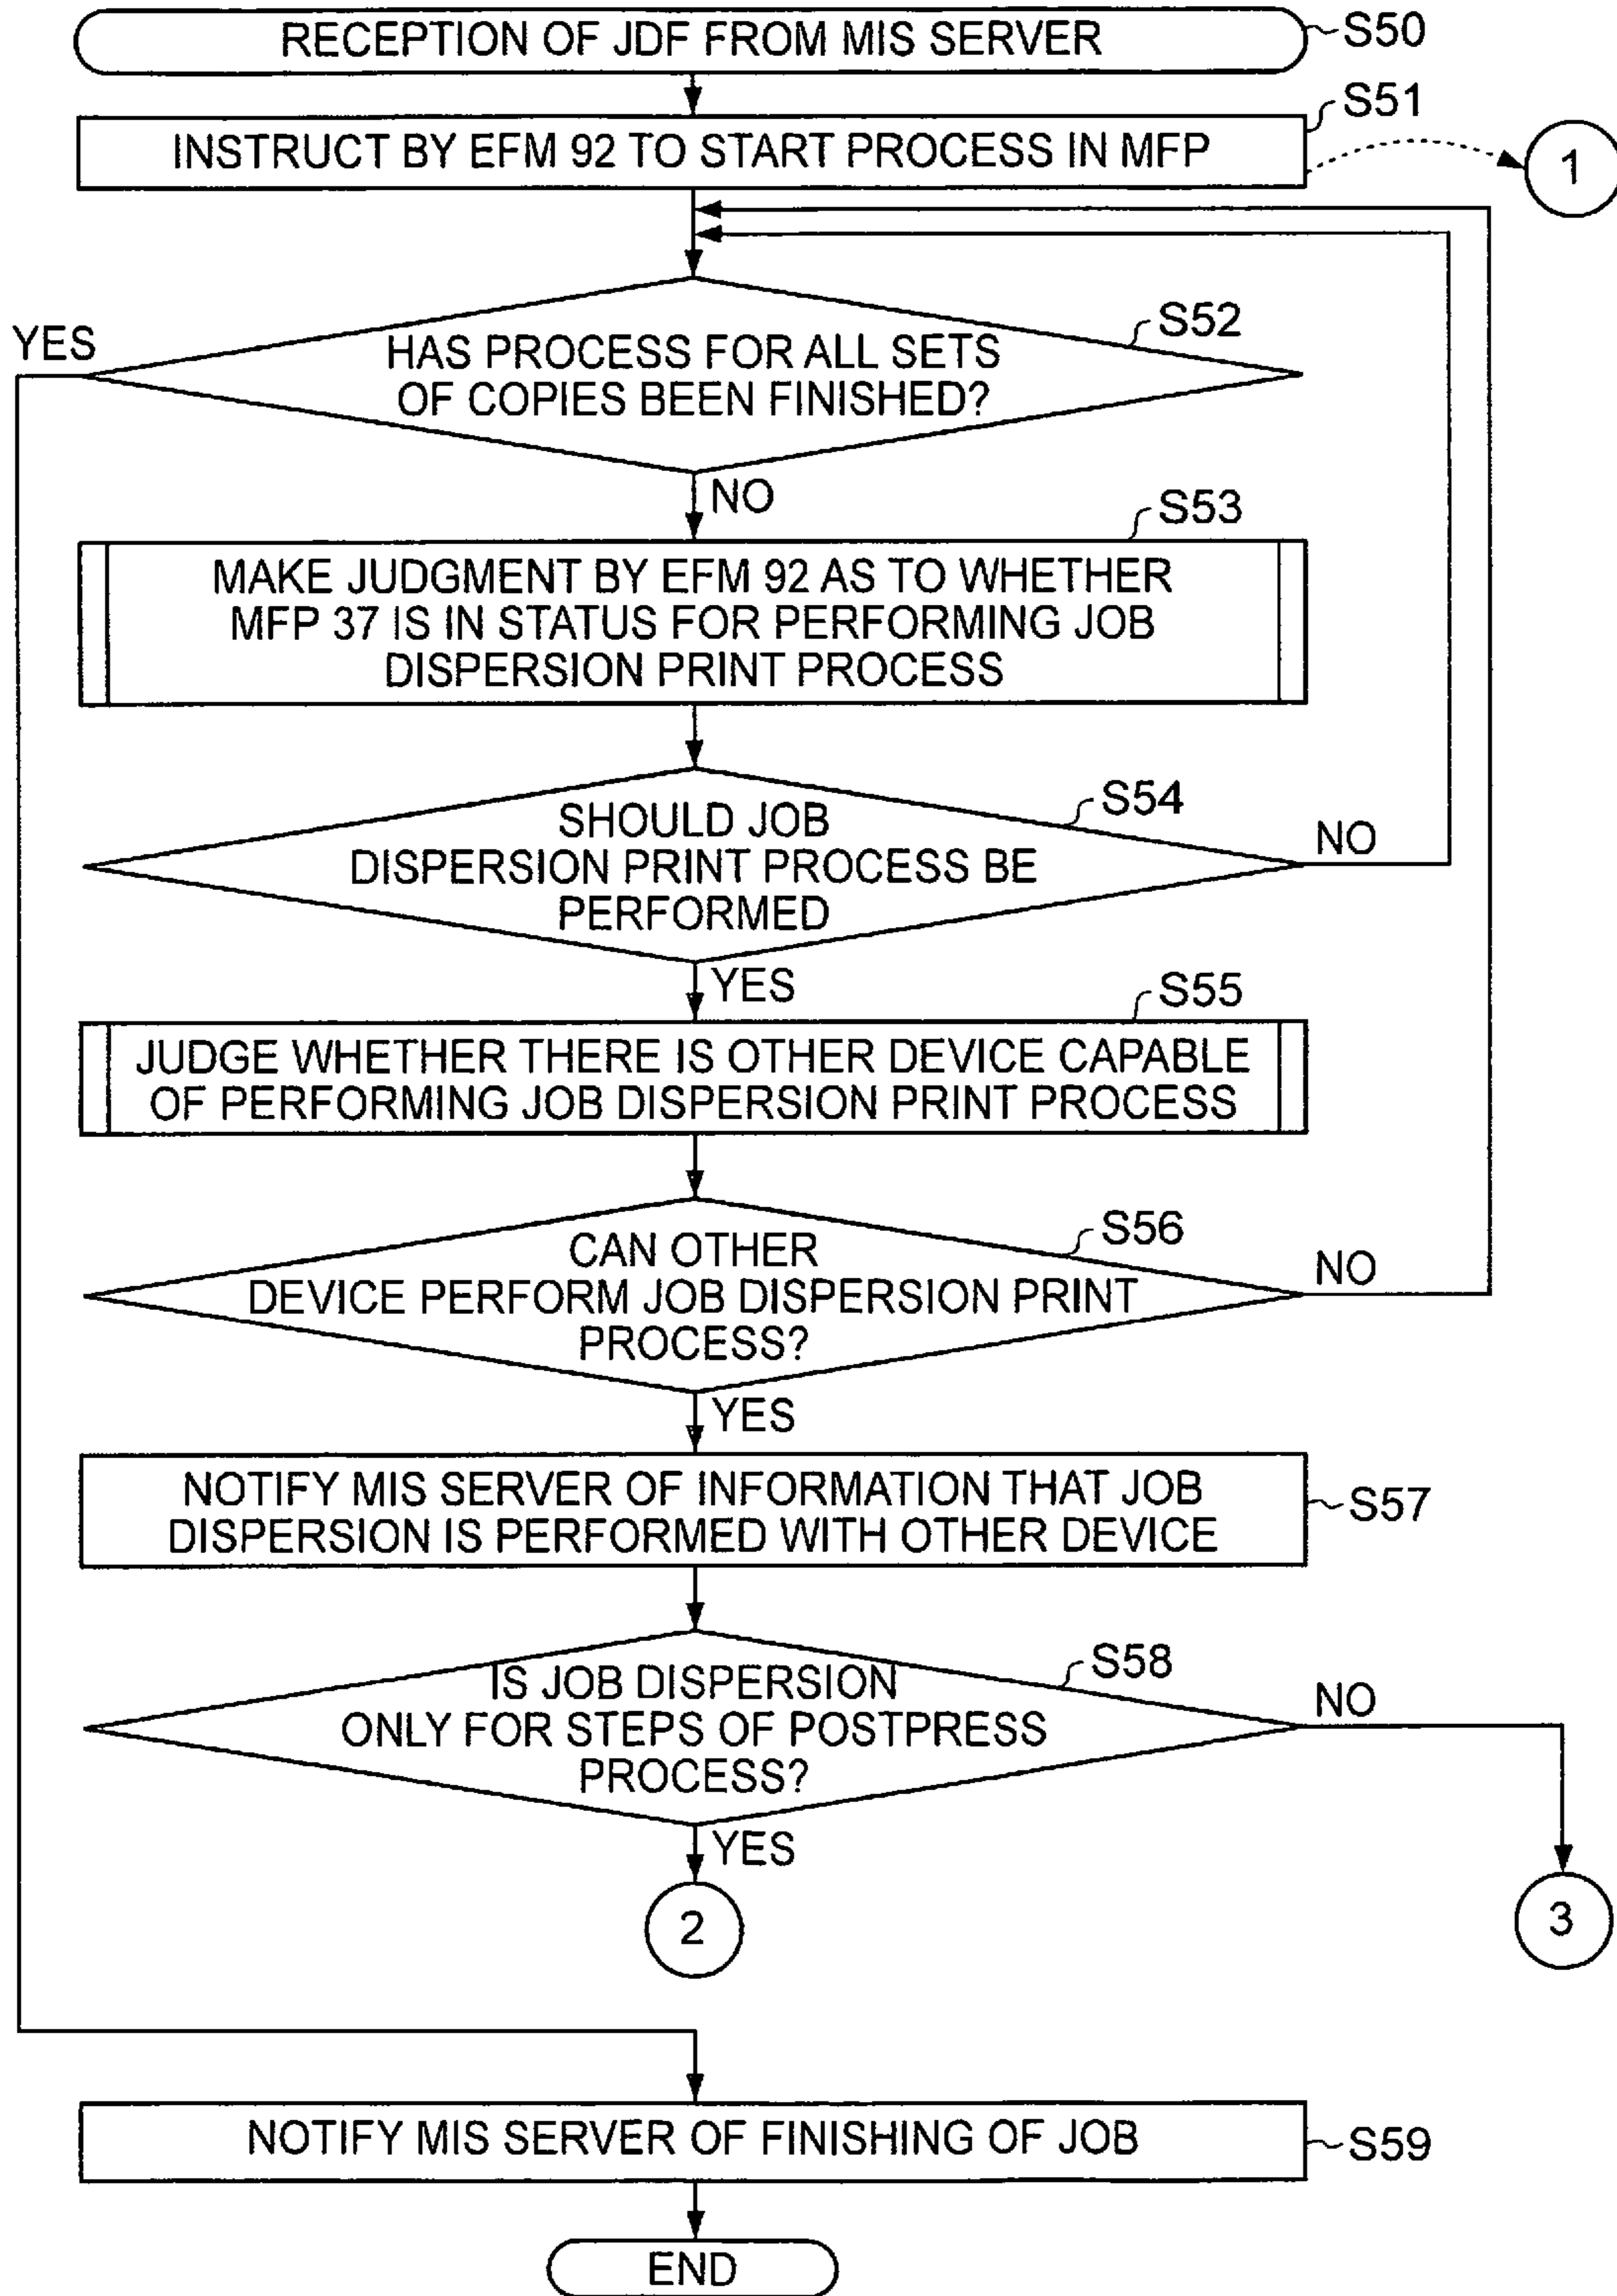 RECEPTION OF JDF FROM MIS SERVER
S50
S51
INSTRUCT BY EFM 92 TO START PROCESS IN MFP
1
S52
YES
HAS PROCESS FOR ALL SETS
OF COPIES BEEN FINISHED?
NO
S53
MAKE JUDGMENT BY EFM 92 AS TO WHETHER
MFP 37 IS IN STATUS FOR PERFORMING JOB
DISPERSION PRINT PROCESS
S54
SHOULD JOB
DISPERSION PRINT PROCESS BE
PERFORMED
NO
YES
S55
JUDGE WHETHER THERE IS OTHER DEVICE CAPABLE
OF PERFORMING JOB DISPERSION PRINT PROCESS
S56
CAN OTHER
DEVICE PERFORM JOB DISPERSION PRINT
PROCESS?
NO
YES
NOTIFY MIS SERVER OF INFORMATION THAT JOB
DISPERSION IS PERFORMED WITH OTHER DEVICE
S57
S58
IS JOB DISPERSION
ONLY FOR STEPS OF POSTPRESS
PROCESS?
NO
YES
2
3
NOTIFY MIS SERVER OF FINISHING OF JOB
S59
END